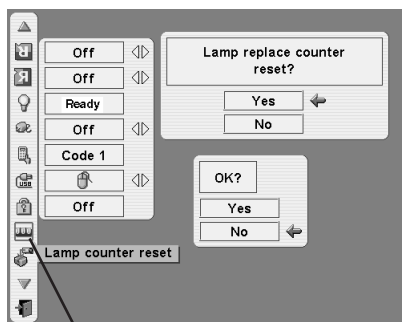 Off
Off
Ready
Off
Code 1
USB
Off
Lamp counter reset
Lamp replace counter
reset?
Yes
No
OK?
Yes
No